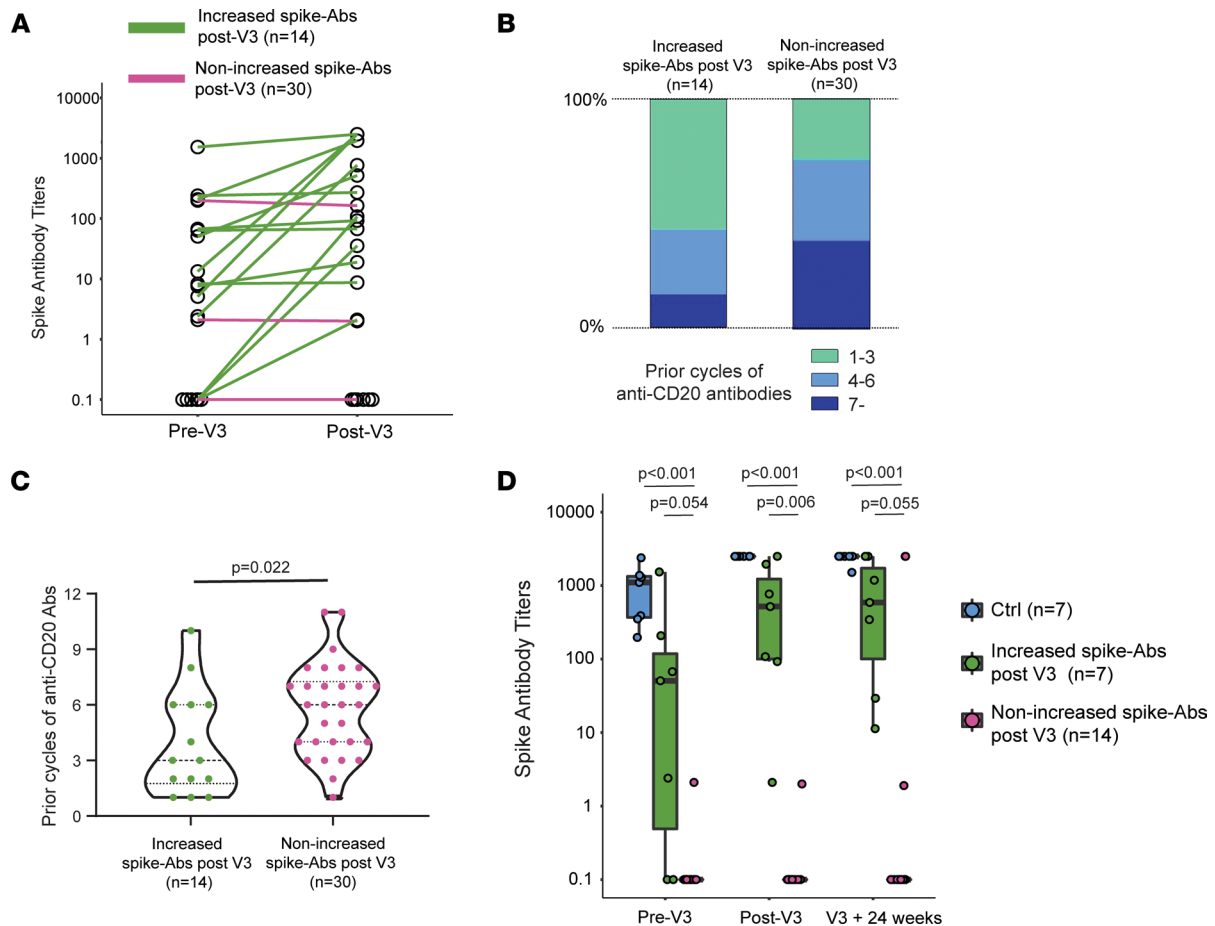 A
Increased spike-Abs
post-V3 (n=14)
Non-increased spike-Abs
post-V3 (n=30)
Spike Antibody Titers
10000
1000
100
10
1
0.1
Pre-V3
Post-V3
B
Increased
spike-Abs post V3
(n=14)
Non-increased
spike-Abs post V3
(n=30)
100%
0%
Prior cycles of
anti-CD20 antibodies
1-3
4-6
7-
C
p=0.022
Prior cycles of anti-CD20 Abs
12
9
6
3
0
Increased
spike-Abs post V3
(n=14)
Non-increased
spike-Abs post V3
(n=30)
D
p<0.001
p<0.001
p<0.001
p=0.054
p=0.006
p=0.055
Spike Antibody Titers
10000
1000
100
10
1
0.1
Pre-V3
Post-V3
V3 + 24 weeks
Ctrl (n=7)
Increased spike-Abs
post V3 (n=7)
Non-increased spike-Abs
post V3 (n=14)